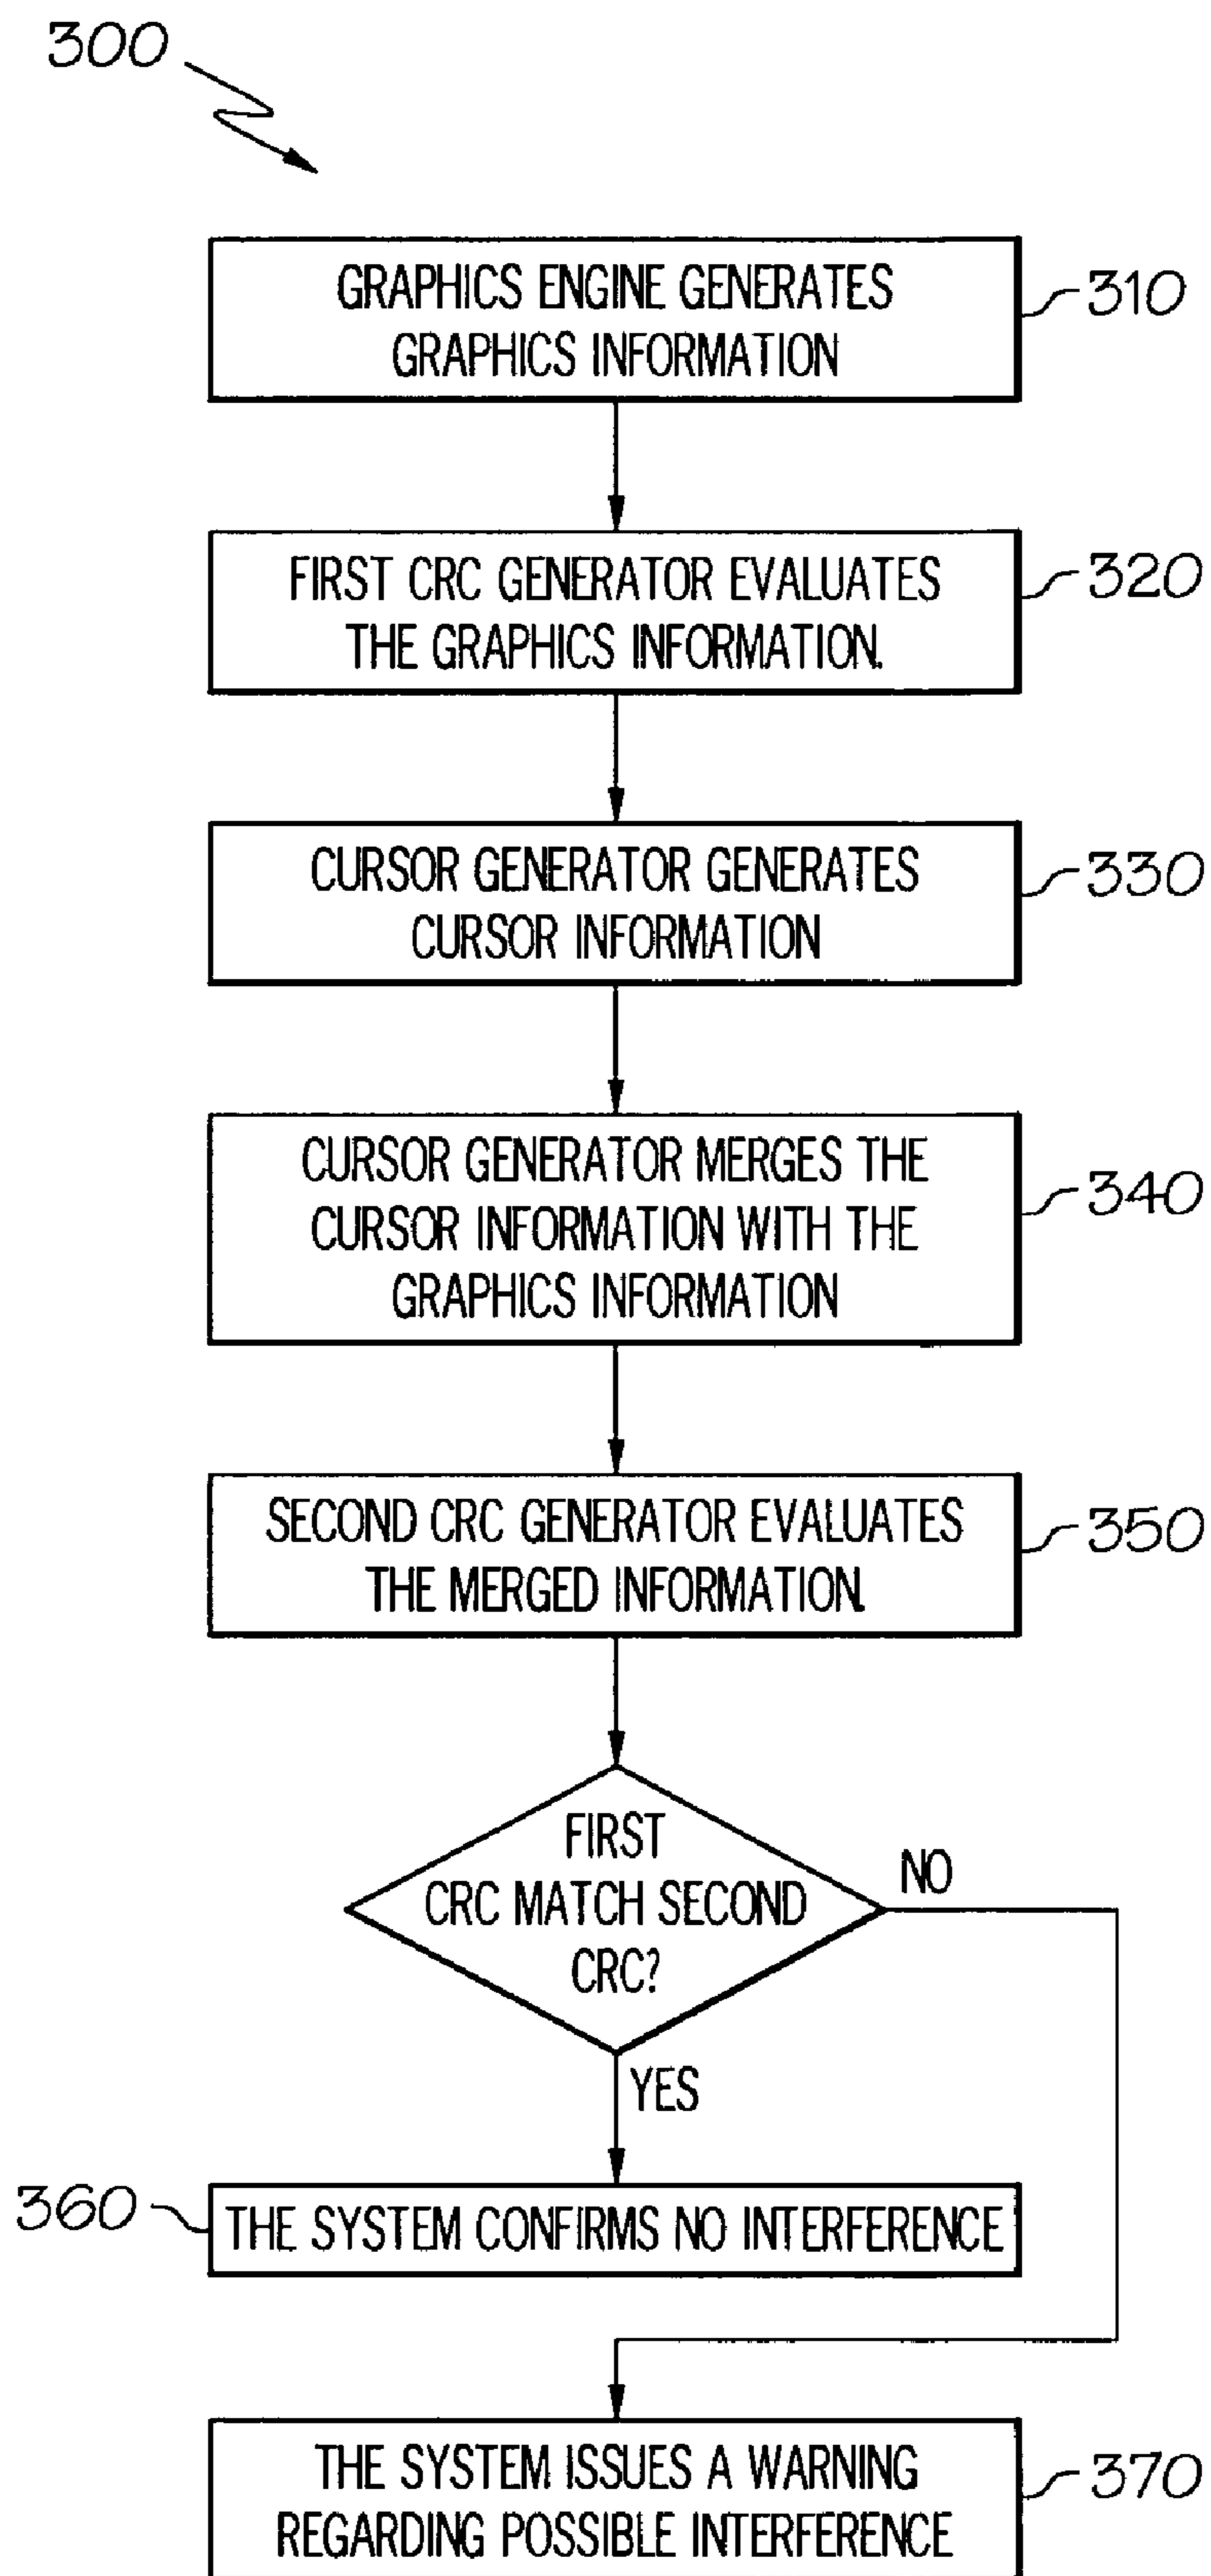 300
GRAPHICS ENGINE GENERATES
GRAPHICS INFORMATION
310
FIRST CRC GENERATOR EVALUATES
THE GRAPHICS INFORMATION.
320
CURSOR GENERATOR GENERATES
CURSOR INFORMATION
330
CURSOR GENERATOR MERGES THE
CURSOR INFORMATION WITH THE
GRAPHICS INFORMATION
340
SECOND CRC GENERATOR EVALUATES
THE MERGED INFORMATION.
350
FIRST
CRC MATCH SECOND
CRC?
NO
YES
360
THE SYSTEM CONFIRMS NO INTERFERENCE
THE SYSTEM ISSUES A WARNING
REGARDING POSSIBLE INTERFERENCE
370